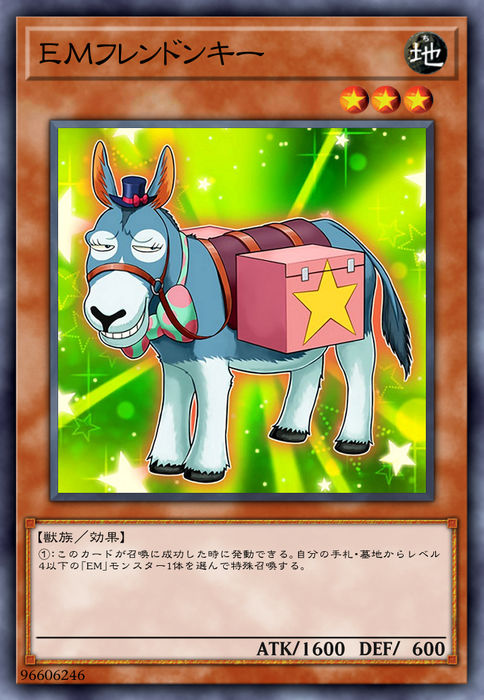 EMフレンドンキー
ち
地
【獣族／効果】
①：このカードが召喚に成功した時に発動できる。自分の手札・墓地からレベル
4以下の「EM」モンスター1体を選んで特殊召喚する。
ATK/1600 DEF/ 600
96606246